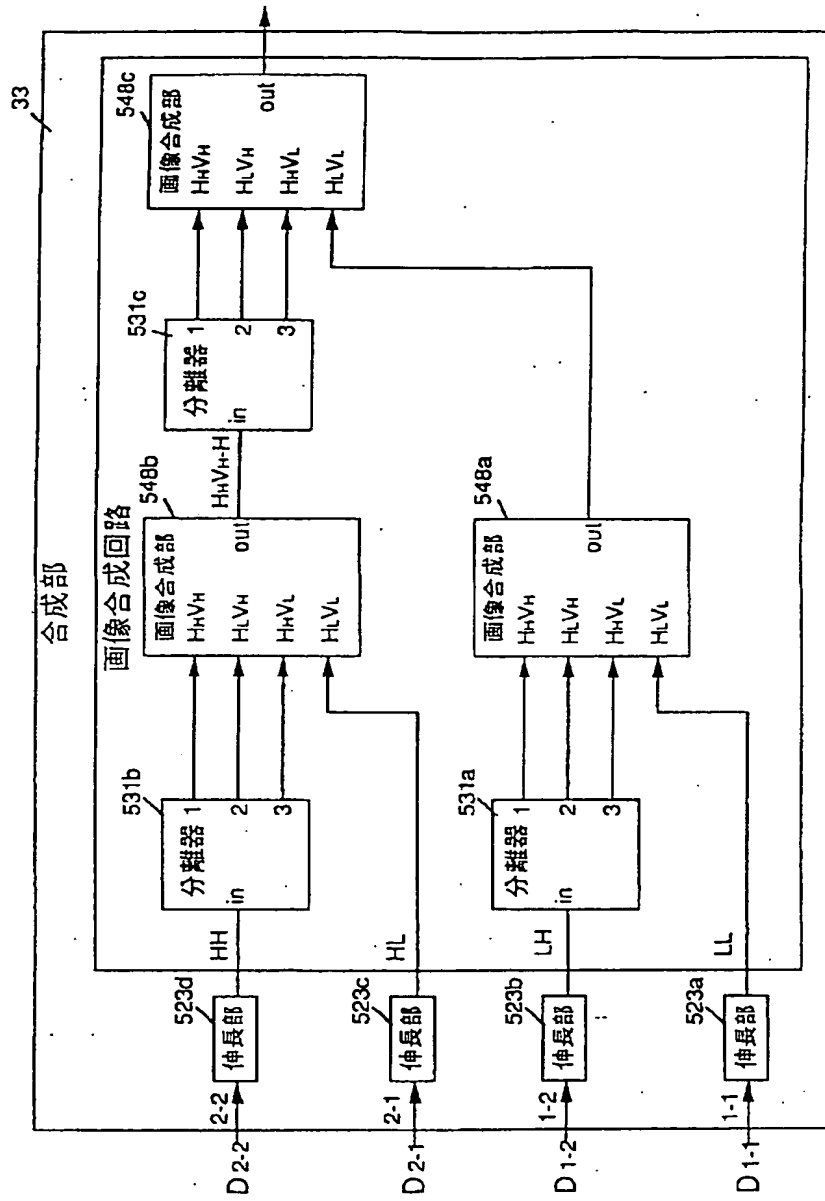 33
合成部
画像合成回路
548c
画像合成部
HHVH
HLVH
HHVL
HLVL
out
531c
分離器
in
1
2
3
HHVH-H
548b
画像合成部
HHVH
HLVH
HHVL
HLVL
out
548a
画像合成部
HHVH
HLVH
HHVL
HLVL
out
531b
分離器
in
1
2
3
531a
分離器
in
1
2
3
HH
HL
LH
LL
523d
伸長部
523c
伸長部
523b
伸長部
523a
伸長部
2-2
2-1
1-2
1-1
D2-2
D2-1
D1-2
D1-1